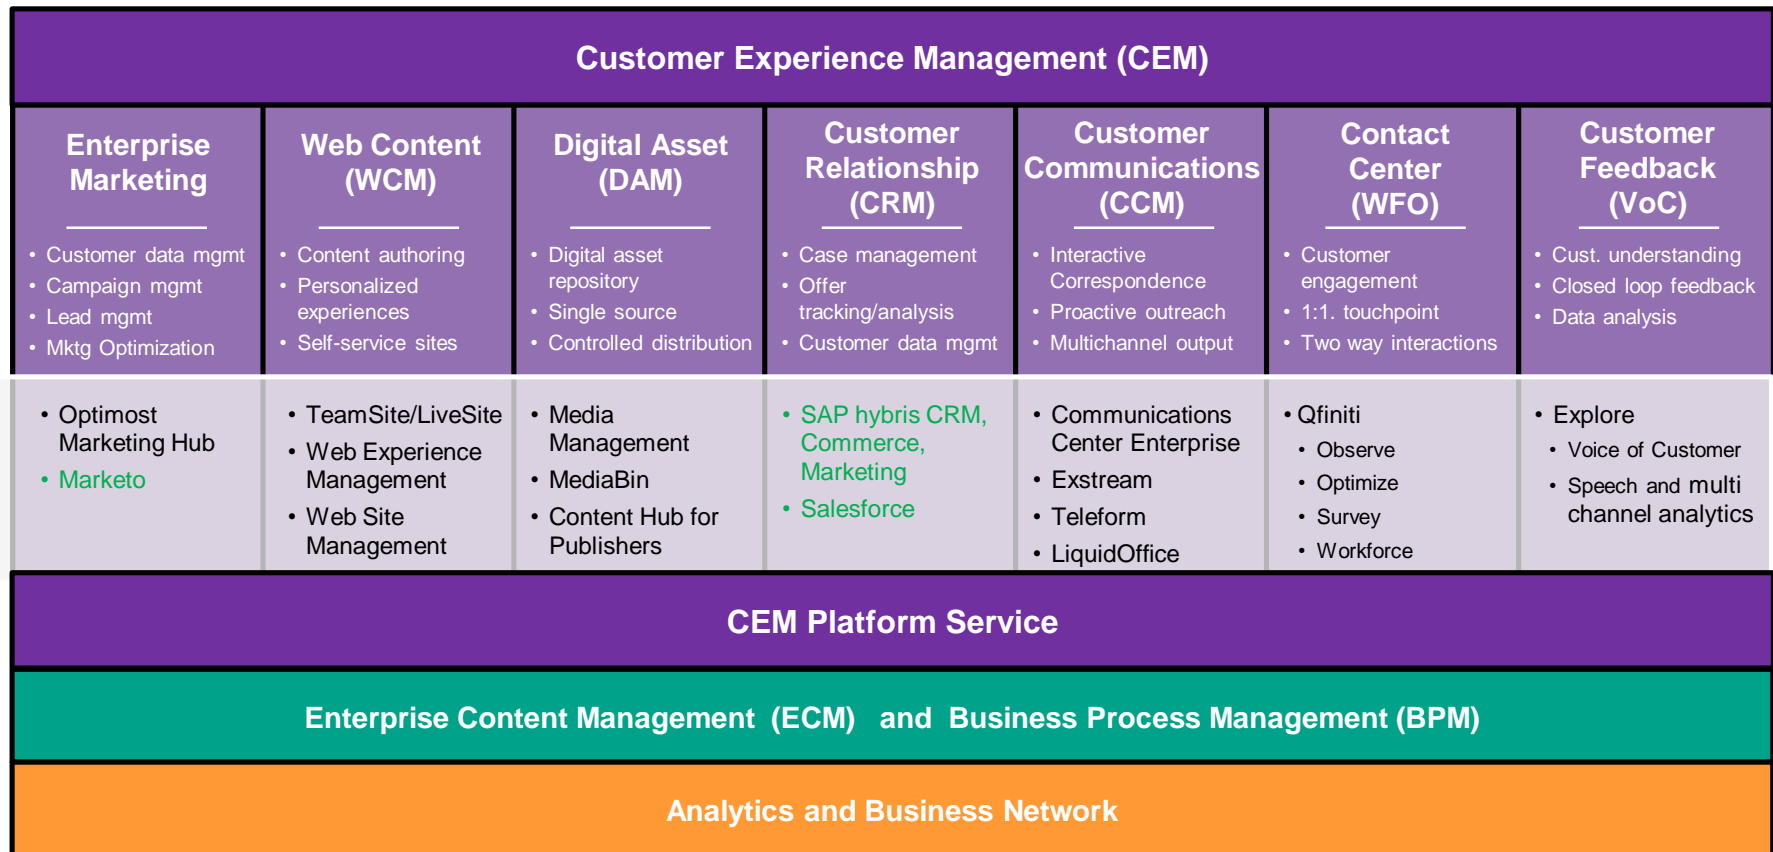 Customer Experience Management (CEM)
Enterprise
Marketing
• Customer data mgmt
• Campaign mgmt
• Lead mgmt
• Mktg Optimization
Web Content
(WCM)
• Content authoring
• Personalized
experiences
• Self-service sites
Digital Asset
(DAM)
• Digital asset
repository
• Single source
• Controlled distribution
Customer
Relationship
(CRM)
• Case management
• Offer
tracking/analysis
• Customer data mgmt
Customer
Communications
(CCM)
• Interactive
Correspondence
• Proactive outreach
• Multichannel output
Contact
Center
(WFO)
• Customer
engagement
• 1:1. touchpoint
• Two way interactions
Customer
Feedback
(VoC)
• Cust. understanding
• Closed loop feedback
• Data analysis
• Optimost
Marketing Hub
• Marketo
• TeamSite/LiveSite
• Web Experience
Management
• Web Site
Management
• Media
Management
• MediaBin
• Content Hub for
Publishers
• SAP hybris CRM,
Commerce,
Marketing
• Salesforce
• Communications
Center Enterprise
• Exstream
• Teleform
• LiquidOffice
• Qfiniti
• Observe
• Optimize
• Survey
• Workforce
• Explore
• Voice of Customer
• Speech and multi
channel analytics
CEM Platform Service
Enterprise Content Management (ECM) and Business Process Management (BPM)
Analytics and Business Network